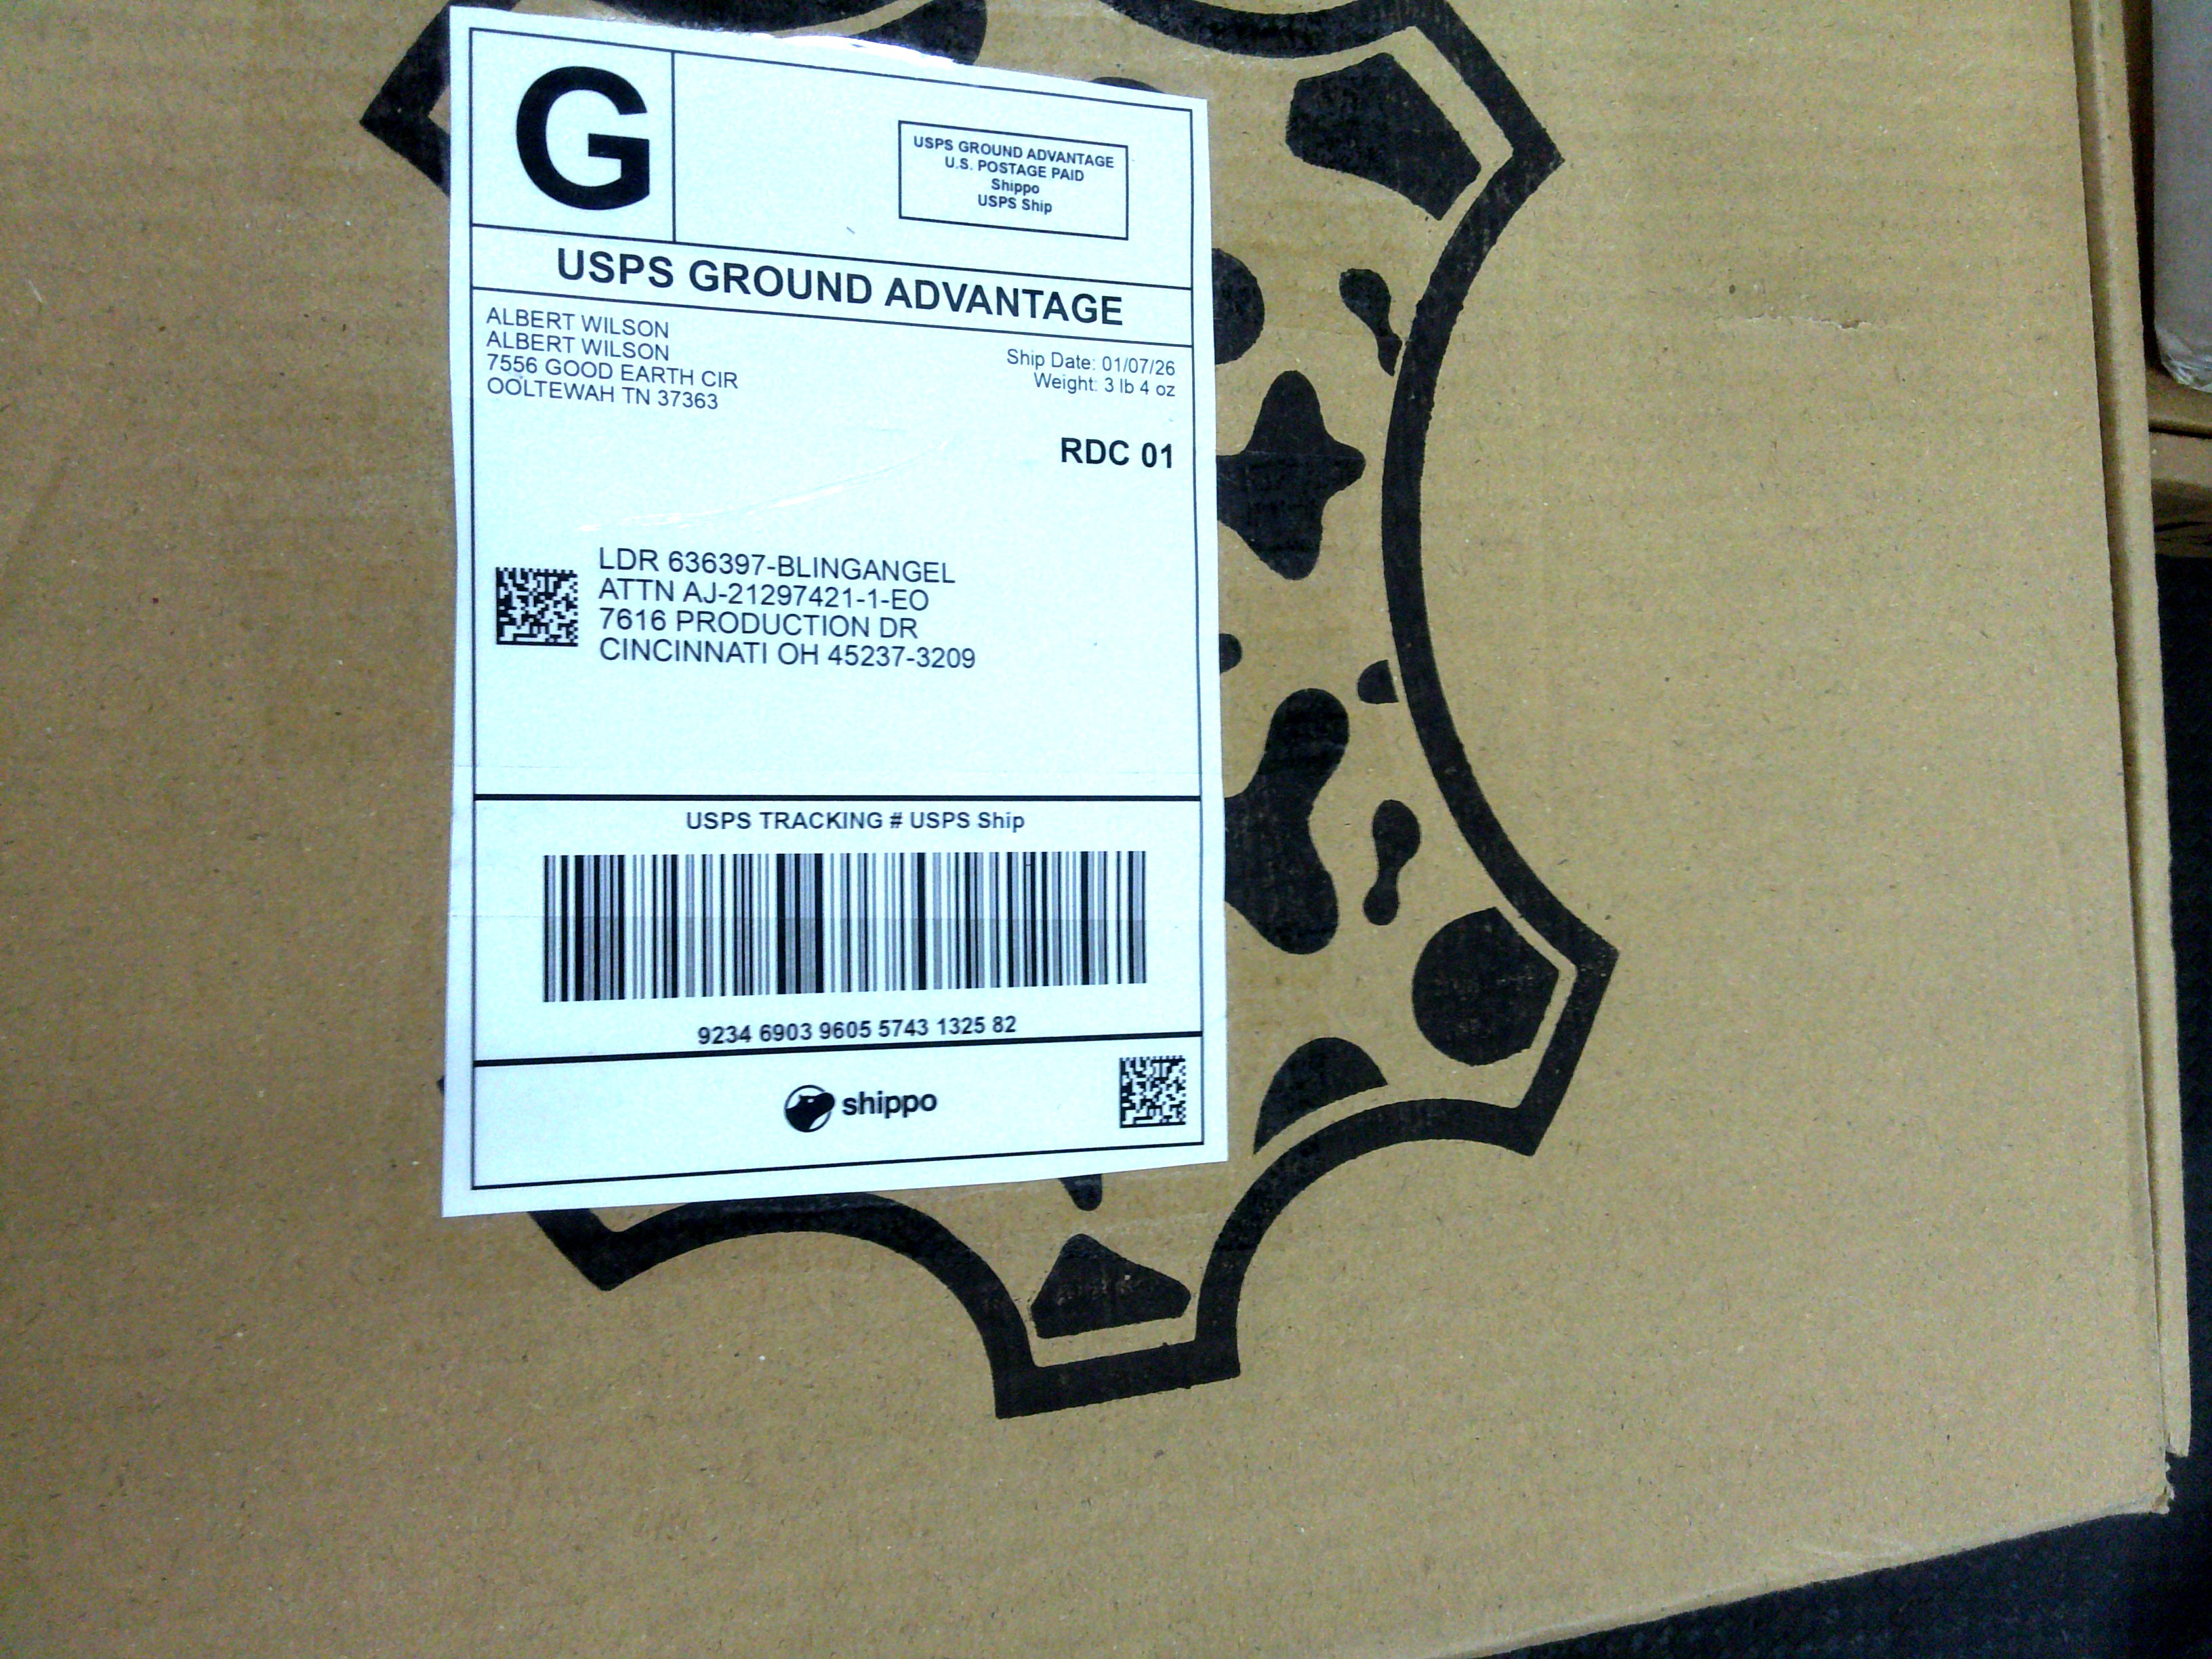 G
USPS GROUND ADVANTAGE
U.S. POSTAGE PAID
Shippo
USPS Ship
USPS GROUND ADVANTAGE
ALBERT WILSON
ALBERT WILSON
7556 GOOD EARTH CIR
OOLTEWAH TN 37363
Ship Date: 01/07/26
Weight: 3 lb 4 oz
RDC 01
LDR 636397-BLINGANGEL
ATTN AJ-21297421-1-EO
7616 PRODUCTION DR
CINCINNATI OH 45237-3209
USPS TRACKING # USPS Ship
9234 6903 9605 5743 1325 82
shippo